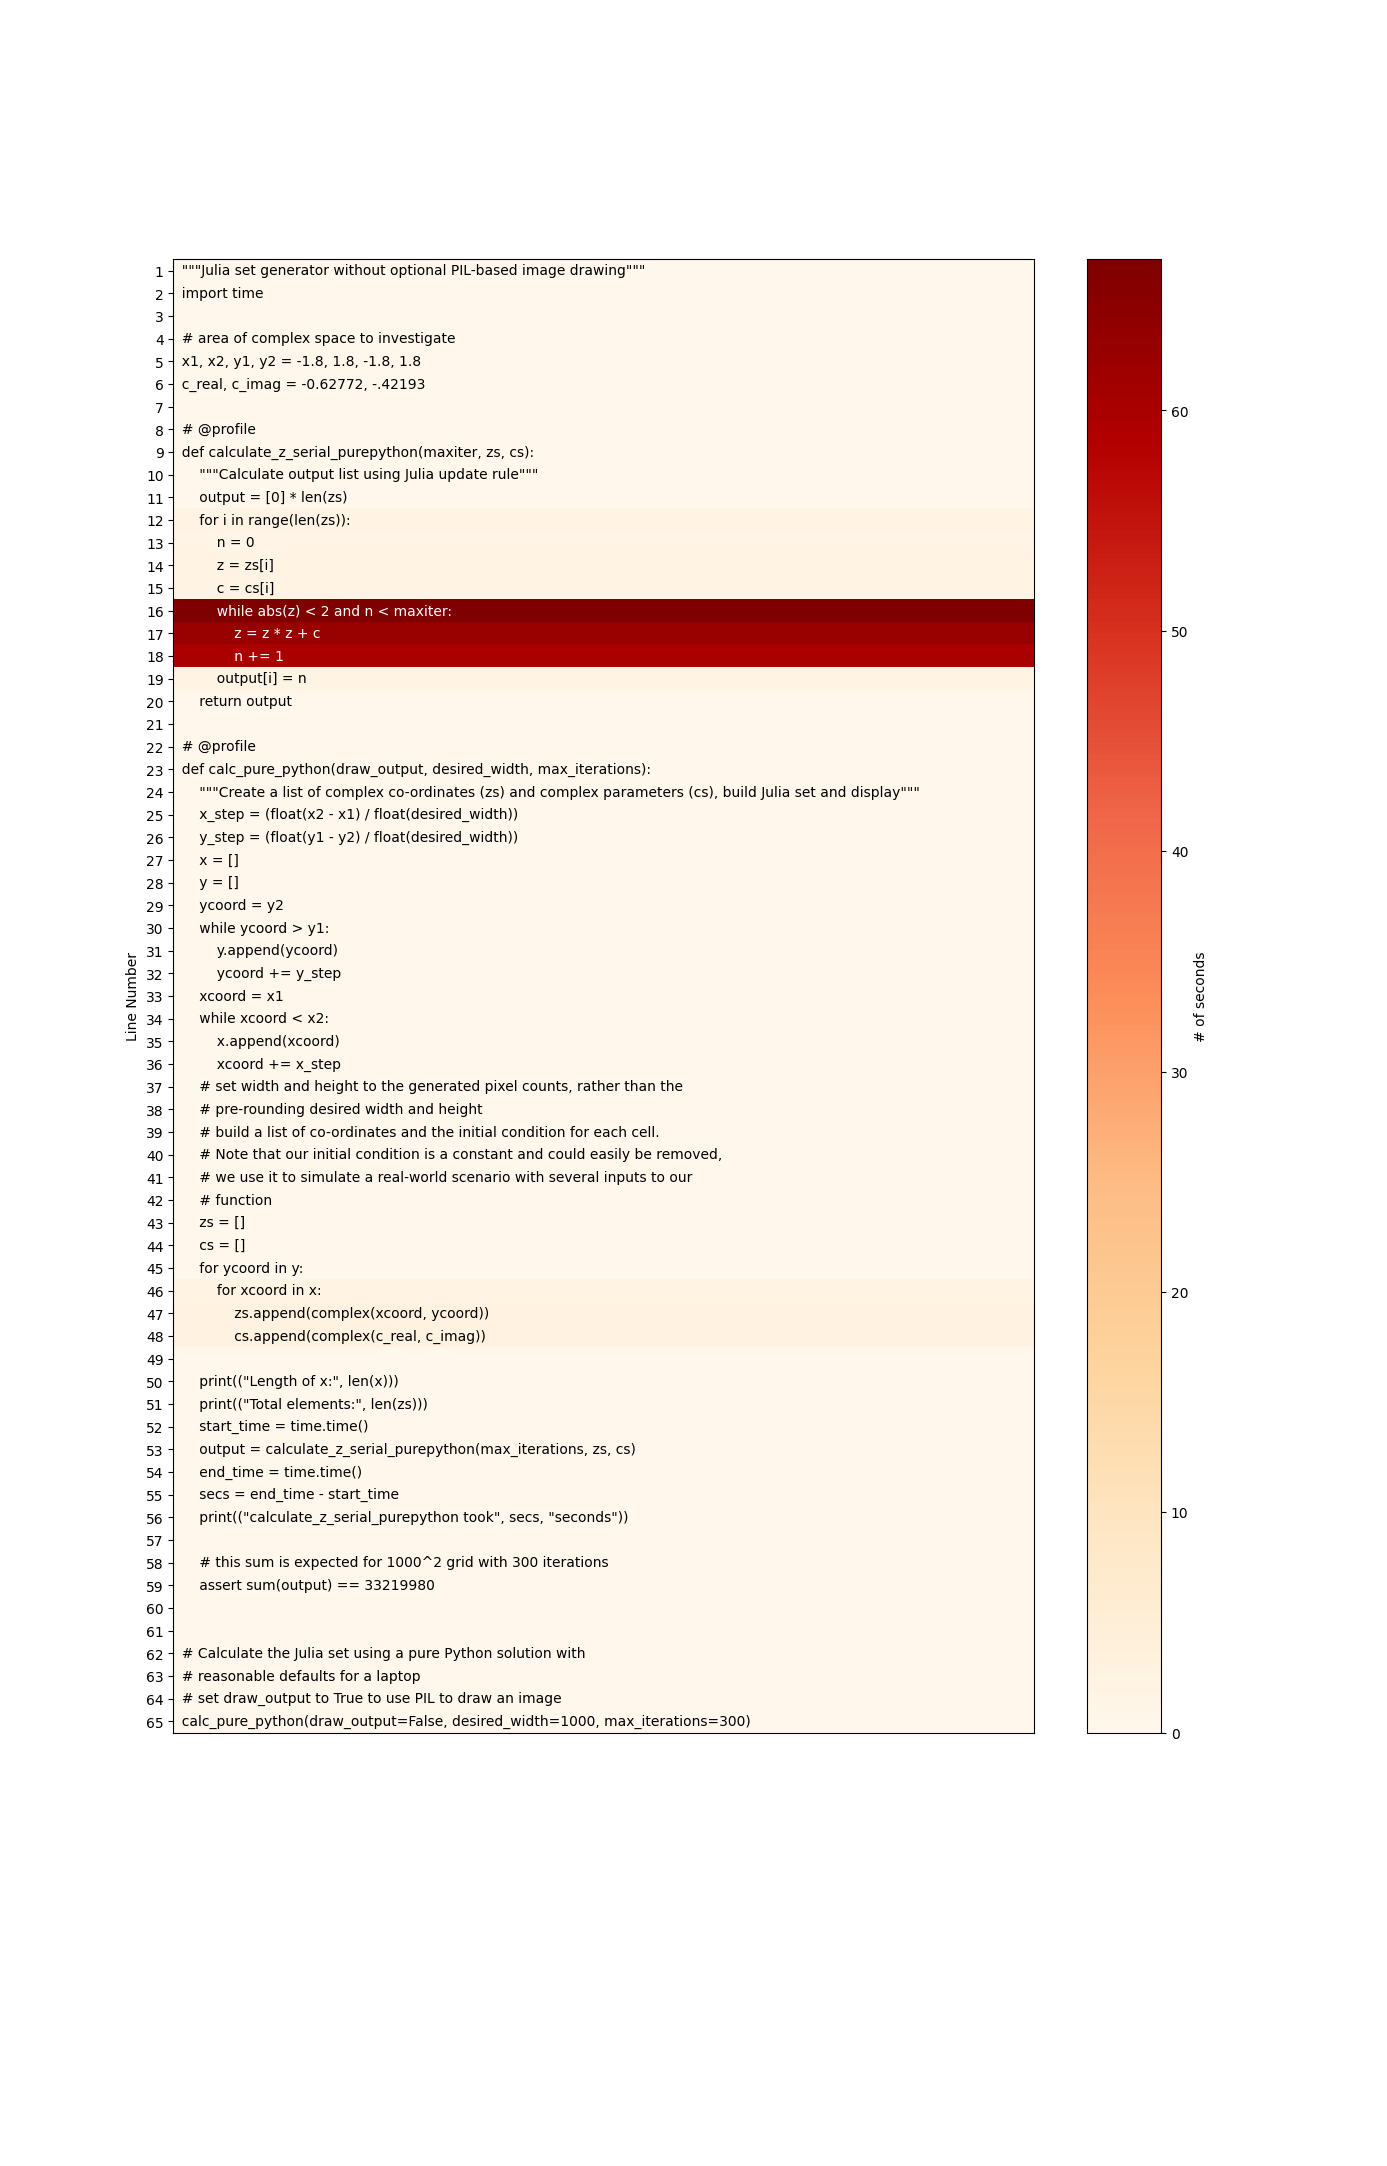 1 """Julia set generator without optional PIL-based image drawing"""
2 import time
3
4 # area of complex space to investigate
5 x1, x2, y1, y2 = -1.8, 1.8, -1.8, 1.8
6 c_real, c_imag = -0.62772, -.42193
7
8 # @profile
9 def calculate_z_serial_purepython(maxiter, zs, cs):
10     """Calculate output list using Julia update rule"""
11     output = [0] * len(zs)
12     for i in range(len(zs)):
13         n = 0
14         z = zs[i]
15         c = cs[i]
16         while abs(z) < 2 and n < maxiter:
17             z = z * z + c
18             n += 1
19         output[i] = n
20     return output
21
22 # @profile
23 def calc_pure_python(draw_output, desired_width, max_iterations):
24     """Create a list of complex co-ordinates (zs) and complex parameters (cs), build Julia set and display"""
25     x_step = (float(x2 - x1) / float(desired_width))
26     y_step = (float(y1 - y2) / float(desired_width))
27     x = []
28     y = []
29     ycoord = y2
30     while ycoord > y1:
31         y.append(ycoord)
32         ycoord += y_step
33     xcoord = x1
34     while xcoord < x2:
35         x.append(xcoord)
36         xcoord += x_step
37     # set width and height to the generated pixel counts, rather than the
38     # pre-rounding desired width and height
39     # build a list of co-ordinates and the initial condition for each cell.
40     # Note that our initial condition is a constant and could easily be removed,
41     # we use it to simulate a real-world scenario with several inputs to our
42     # function
43     zs = []
44     cs = []
45     for ycoord in y:
46         for xcoord in x:
47             zs.append(complex(xcoord, ycoord))
48             cs.append(complex(c_real, c_imag))
49
50     print(("Length of x:", len(x)))
51     print(("Total elements:", len(zs)))
52     start_time = time.time()
53     output = calculate_z_serial_purepython(max_iterations, zs, cs)
54     end_time = time.time()
55     secs = end_time - start_time
56     print(("calculate_z_serial_purepython took", secs, "seconds"))
57
58     # this sum is expected for 1000^2 grid with 300 iterations
59     assert sum(output) == 33219980
60
61
62 # Calculate the Julia set using a pure Python solution with
63 # reasonable defaults for a laptop
64 # set draw_output to True to use PIL to draw an image
65 calc_pure_python(draw_output=False, desired_width=1000, max_iterations=300)
Line Number
60
50
40
30
20
10
0
# of seconds